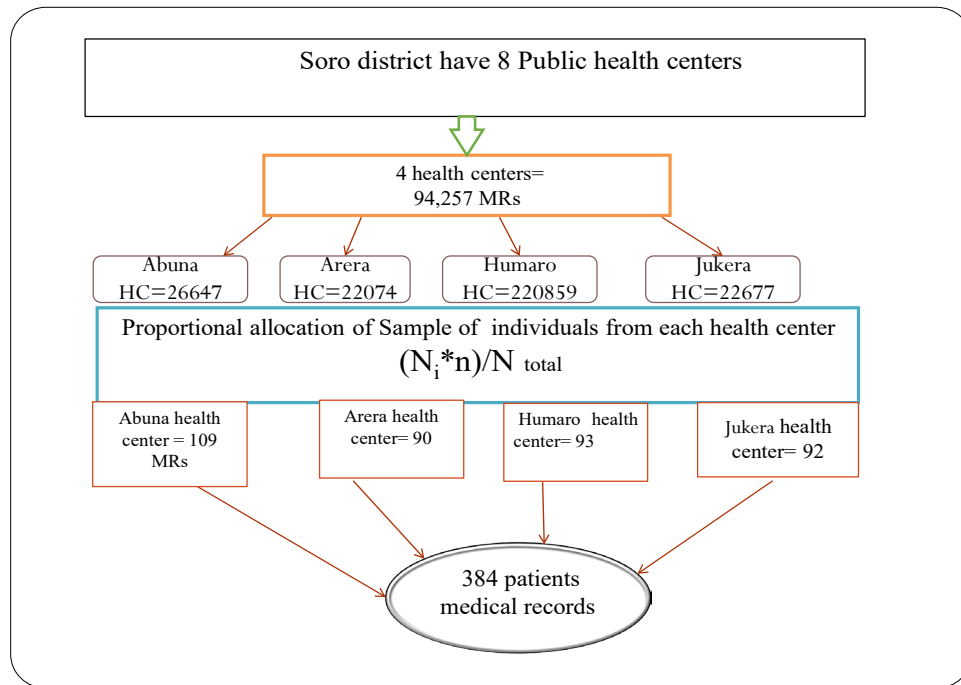 Soro district have 8 Public health centers
4 health centers=
94,257 MRs
Abuna
HC=26647
Arera
HC=22074
Humaro
HC=220859
Jukera
HC=22677
Proportional allocation of Sample of individuals from each health center
(Ni*n)/N total
Abuna health
center = 109
MRs
Arera health
center= 90
Humaro health
center= 93
Jukera health
center= 92
384 patients
medical records